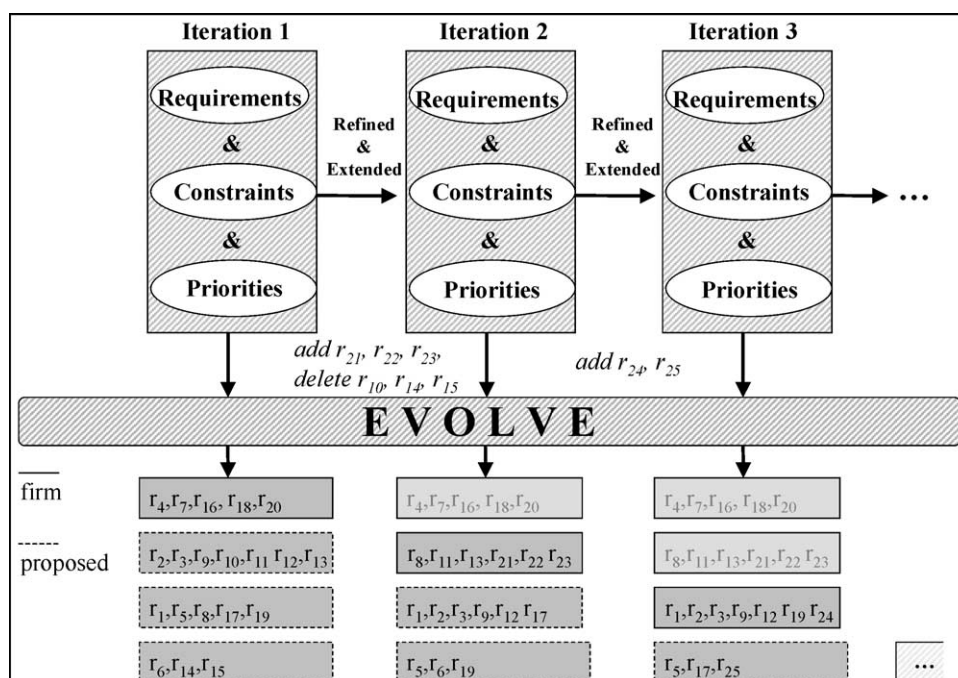 Iteration 1 Iteration 2 Iteration 3
Requirements Requirements Requirements
& Refined & Refined &
& &
Extended Extended
Constraints Constraints Constraints ...
& & &
Priorities Priorities Priorities
add r21, r22, r23, add r24, r25
delete r10, r14, r15
EVOLVE
firm r4,r7,r16, r18,r20 r4,r7,r16, r18,r20 r4,r7,r16, r18,r20
proposed r2,r3,r9,r10,r11 r12,r13 r8,r11,r13,r21,r22 r23 r8,r11,r13,r21,r22 r23
r1,r5,r8,r17,r19 r1,r2,r3,r9,r12 r17 r1,r2,r3,r9,r12 r19 r24
r6,r14,r15 r5,r6,r19 r5,r17,r25 ...